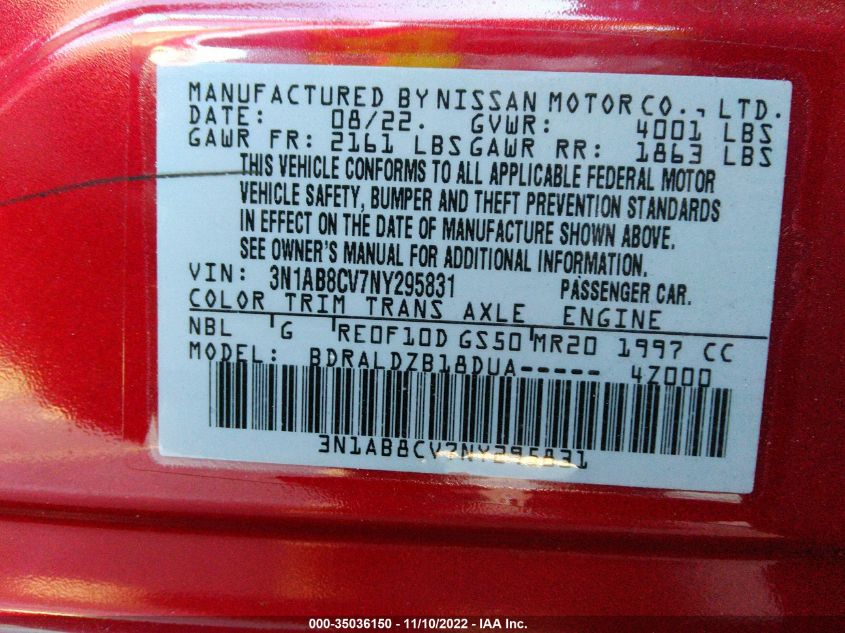 MANUFACTURED BY NISSAN MOTOR CO., LTD.
DATE: 08/22. GVWR: 4001 LBS
GAWR FR: 2161 LBS GAWR RR: 1863 LBS
THIS VEHICLE CONFORMS TO ALL APPLICABLE FEDERAL MOTOR
VEHICLE SAFETY, BUMPER AND THEFT PREVENTION STANDARDS
IN EFFECT ON THE DATE OF MANUFACTURE SHOWN ABOVE.
SEE OWNER'S MANUAL FOR ADDITIONAL INFORMATION.
VIN: 3N1AB8CV7NY295831 PASSENGER CAR.
COLOR TRIM TRANS AXLE ENGINE
NBL G RE0F10D GS50 MR20 1997 CC
MODEL: BDRALDZB18DUA----- 4Z000
3N1AB8CV7NY295831
000-35036150 - 11/10/2022 - IAA Inc.